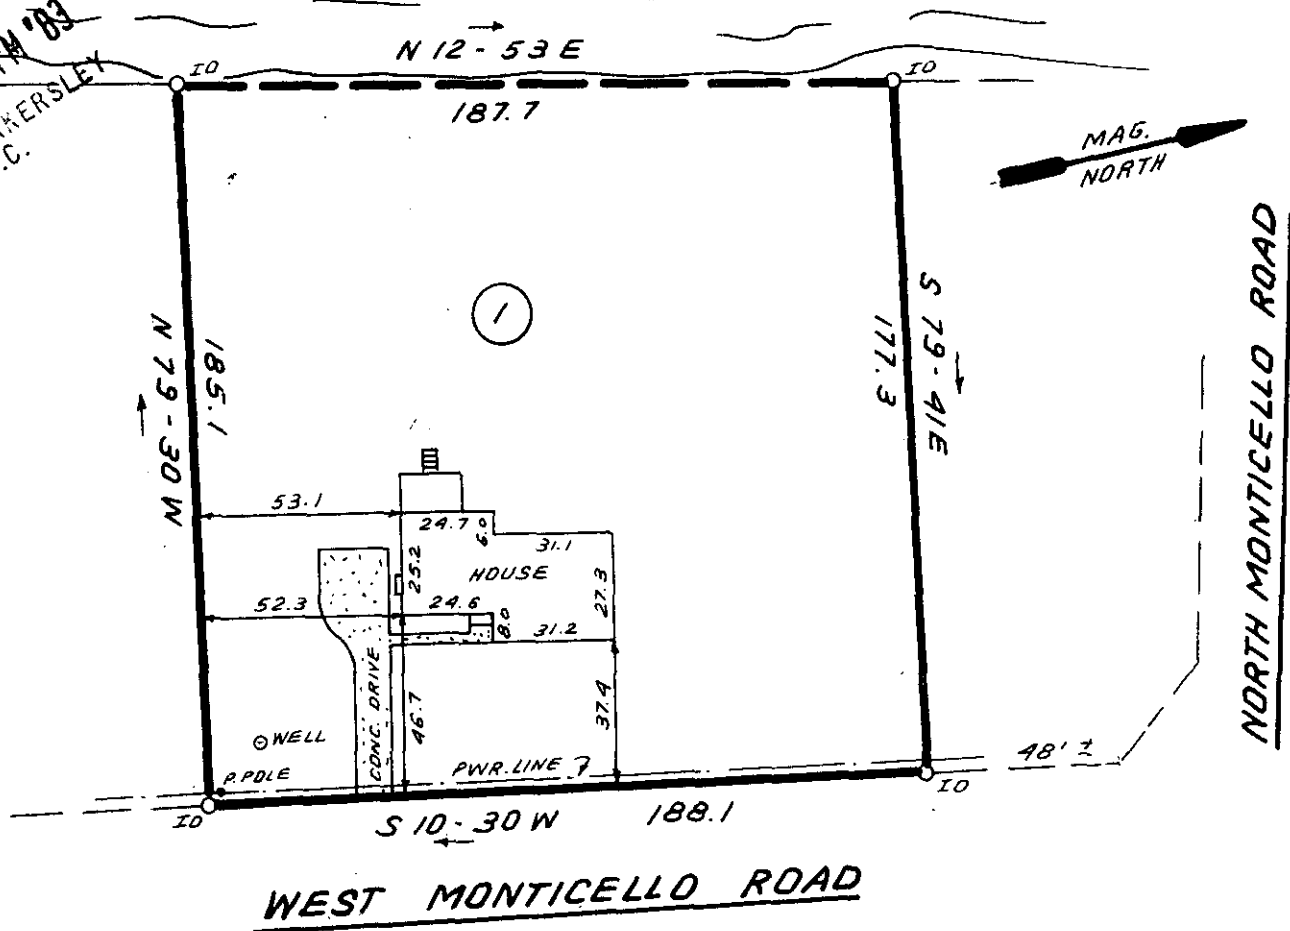 M '83
KERSLEY
.C.
IO
N 12 - 53 E
IO
187.7
MAG.
NORTH
NORTH MONTICELLO ROAD
1
S 79 - 41 E
177.3
N 79 - 30 W
185.1
53.1
24.7
6.0
31.1
25.2
HOUSE
27.3
52.3
24.6
8.0
31.2
CONC. DRIVE
46.7
37.4
WELL
P. POLE
PWR. LINE
48' ±
IO
IO
S 10 - 30 W
188.1
WEST MONTICELLO ROAD